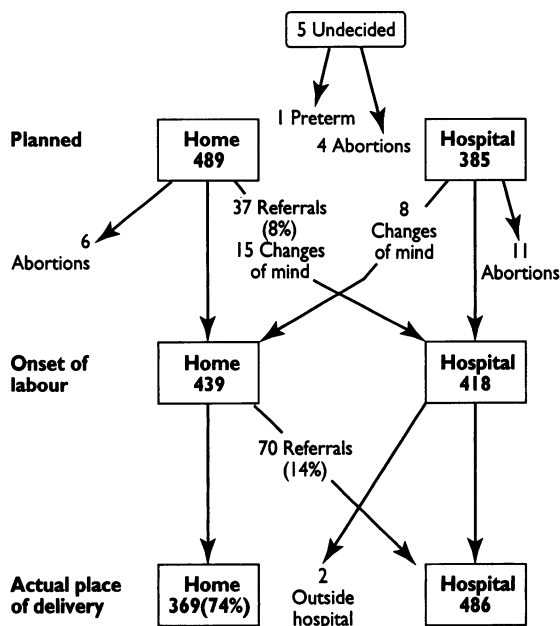 5 Undecided
1 Preterm
4 Abortions
Planned
Home
489
Hospital
385
37 Referrals
(8%)
15 Changes
of mind
8
Changes
of mind
6
Abortions
11
Abortions
Onset of
labour
Home
439
Hospital
418
70 Referrals
(14%)
Actual place
of delivery
Home
369(74%)
2
Outside
hospital
Hospital
486